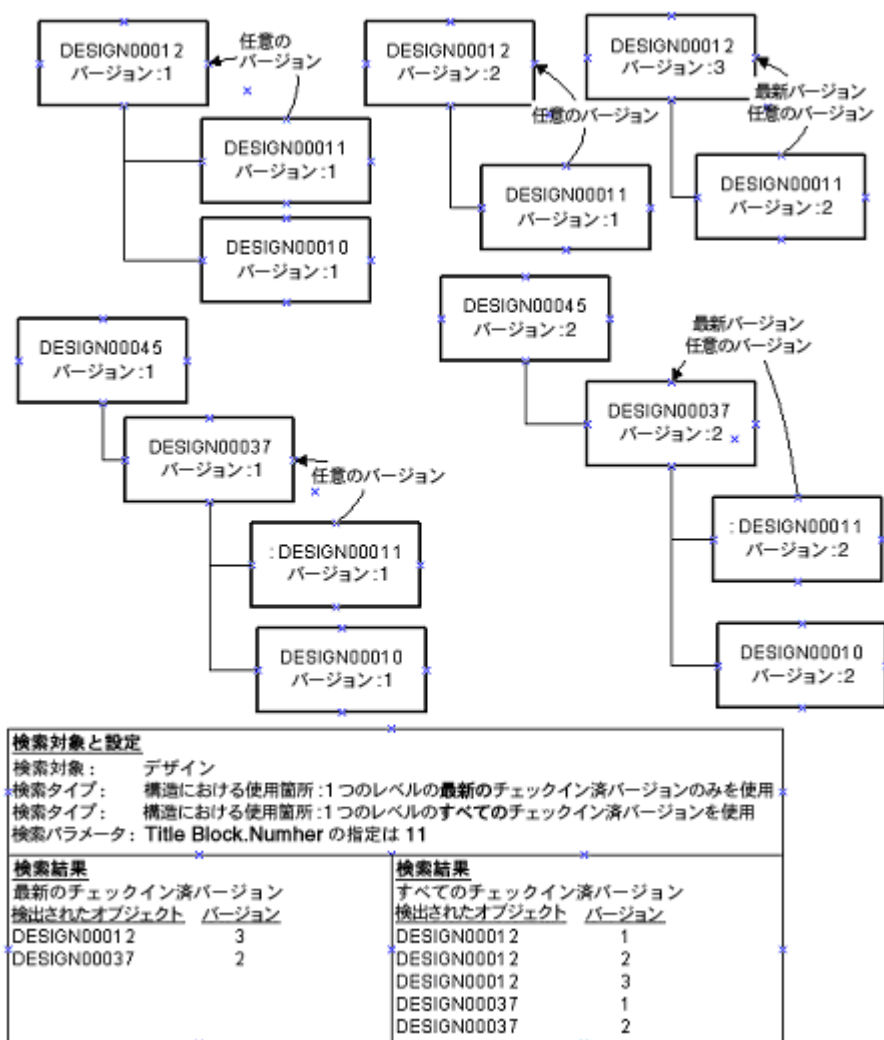 DESIGN00012
バージョン:1
任意の
バージョン
DESIGN00011
バージョン:1
DESIGN00010
バージョン:1
DESIGN00012
バージョン:2
任意のバージョン
DESIGN00011
バージョン:1
DESIGN00012
バージョン:3
最新バージョン
任意のバージョン
DESIGN00011
バージョン:2
DESIGN00045
バージョン:1
DESIGN00037
バージョン:1
任意のバージョン
:DESIGN00011
バージョン:1
DESIGN00010
バージョン:1
DESIGN00045
バージョン:2
最新バージョン
任意のバージョン
DESIGN00037
バージョン:2
:DESIGN00011
バージョン:2
DESIGN00010
バージョン:2
検索対象と設定
検索対象: デザイン
検索タイプ: 構造における使用箇所:1つのレベルの最新のチェックイン済バージョンのみを使用
検索タイプ: 構造における使用箇所:1つのレベルのすべてのチェックイン済バージョンを使用
検索パラメータ: Title Block.Numher の指定は 11
検索結果
最新のチェックイン済バージョン
検出されたオブジェクト バージョン
DESIGN00012 3
DESIGN00037 2
検索結果
すべてのチェックイン済バージョン
検出されたオブジェクト バージョン
DESIGN00012 1
DESIGN00012 2
DESIGN00012 3
DESIGN00037 1
DESIGN00037 2